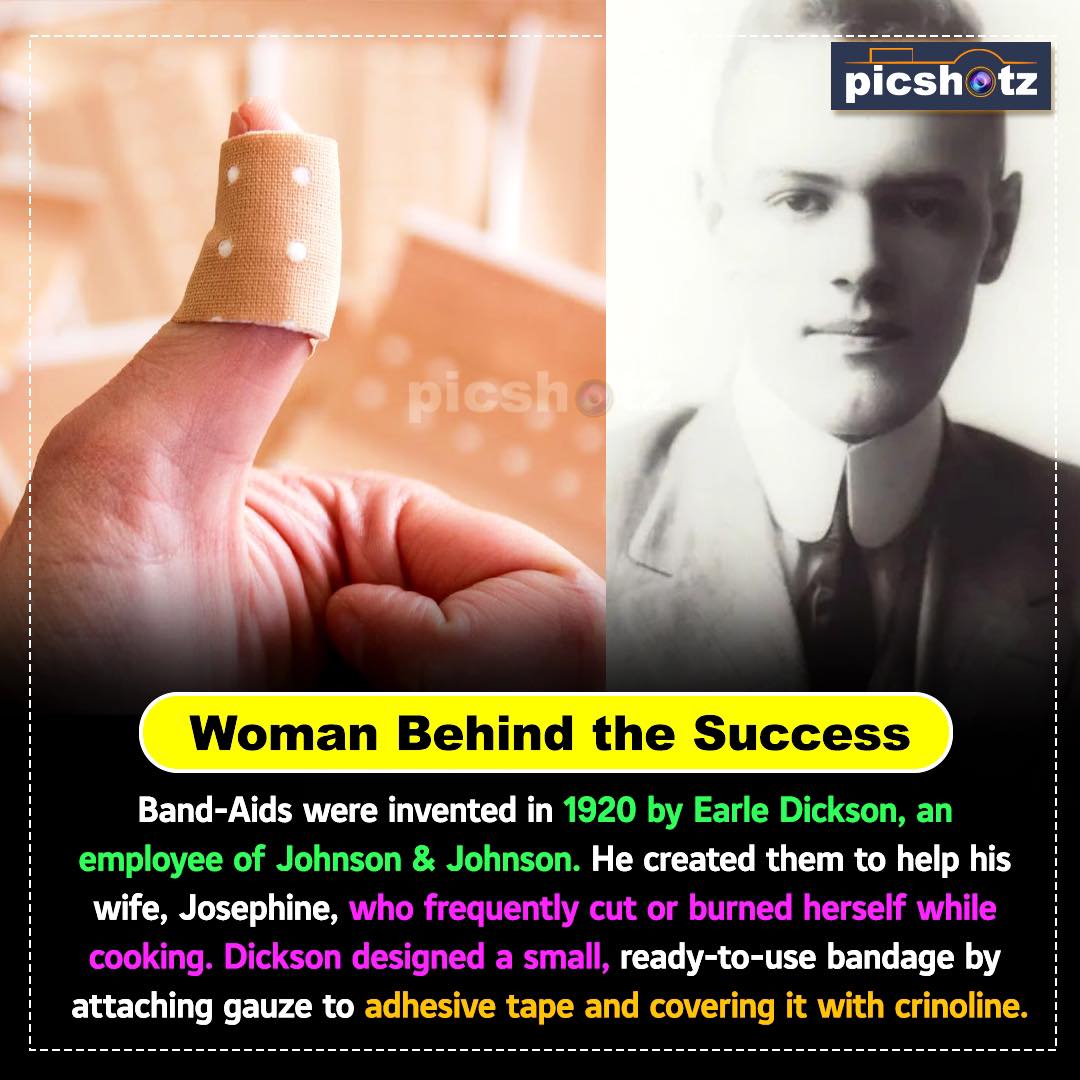 picshotz
picshotz
Woman Behind the Success
Band-Aids were invented in 1920 by Earle Dickson, an
employee of Johnson & Johnson. He created them to help his
wife, Josephine, who frequently cut or burned herself while
cooking. Dickson designed a small, ready-to-use bandage by
attaching gauze to adhesive tape and covering it with crinoline.